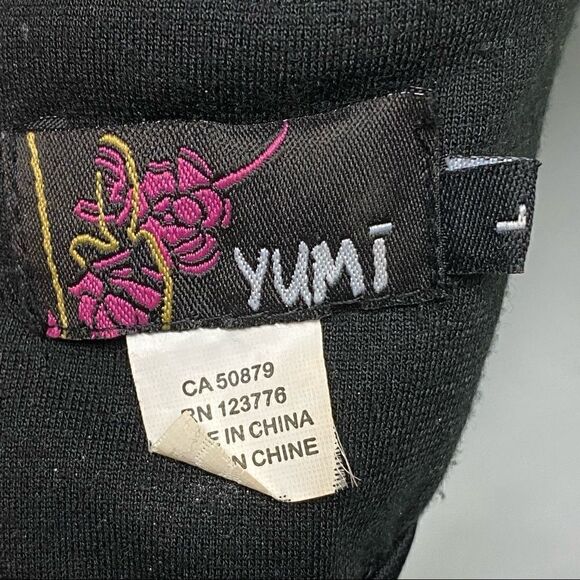 YUMi
L
CA 50879
RN 123776
E IN CHINA
N CHINE